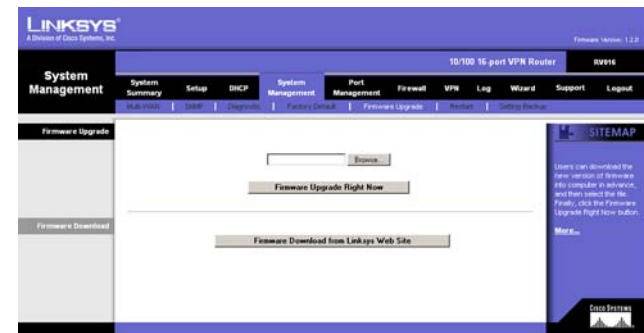 LINKSYS®
A Division of Cisco Systems, Inc.
Firmware Version: 1.2.0
10/100 16-port VPN Router
RV016
System Management
System Summary
Setup
DHCP
System Management
Port Management
Firewall
VPN
Log
Wizard
Support
Logout
Multi-WAN | SNMP | Diagnostic | Factory Default | Firmware Upgrade | Restart | Setting Backup
Firmware Upgrade
Browse...
Firmware Upgrade Right Now
Firmware Download
Firmware Download from Linksys Web Site
SITEMAP
Users can download the
new version of firmware
into computer in advance,
and then select the file.
Finally, click the Firmware
Upgrade Right Now button.
More...
CISCO SYSTEMS